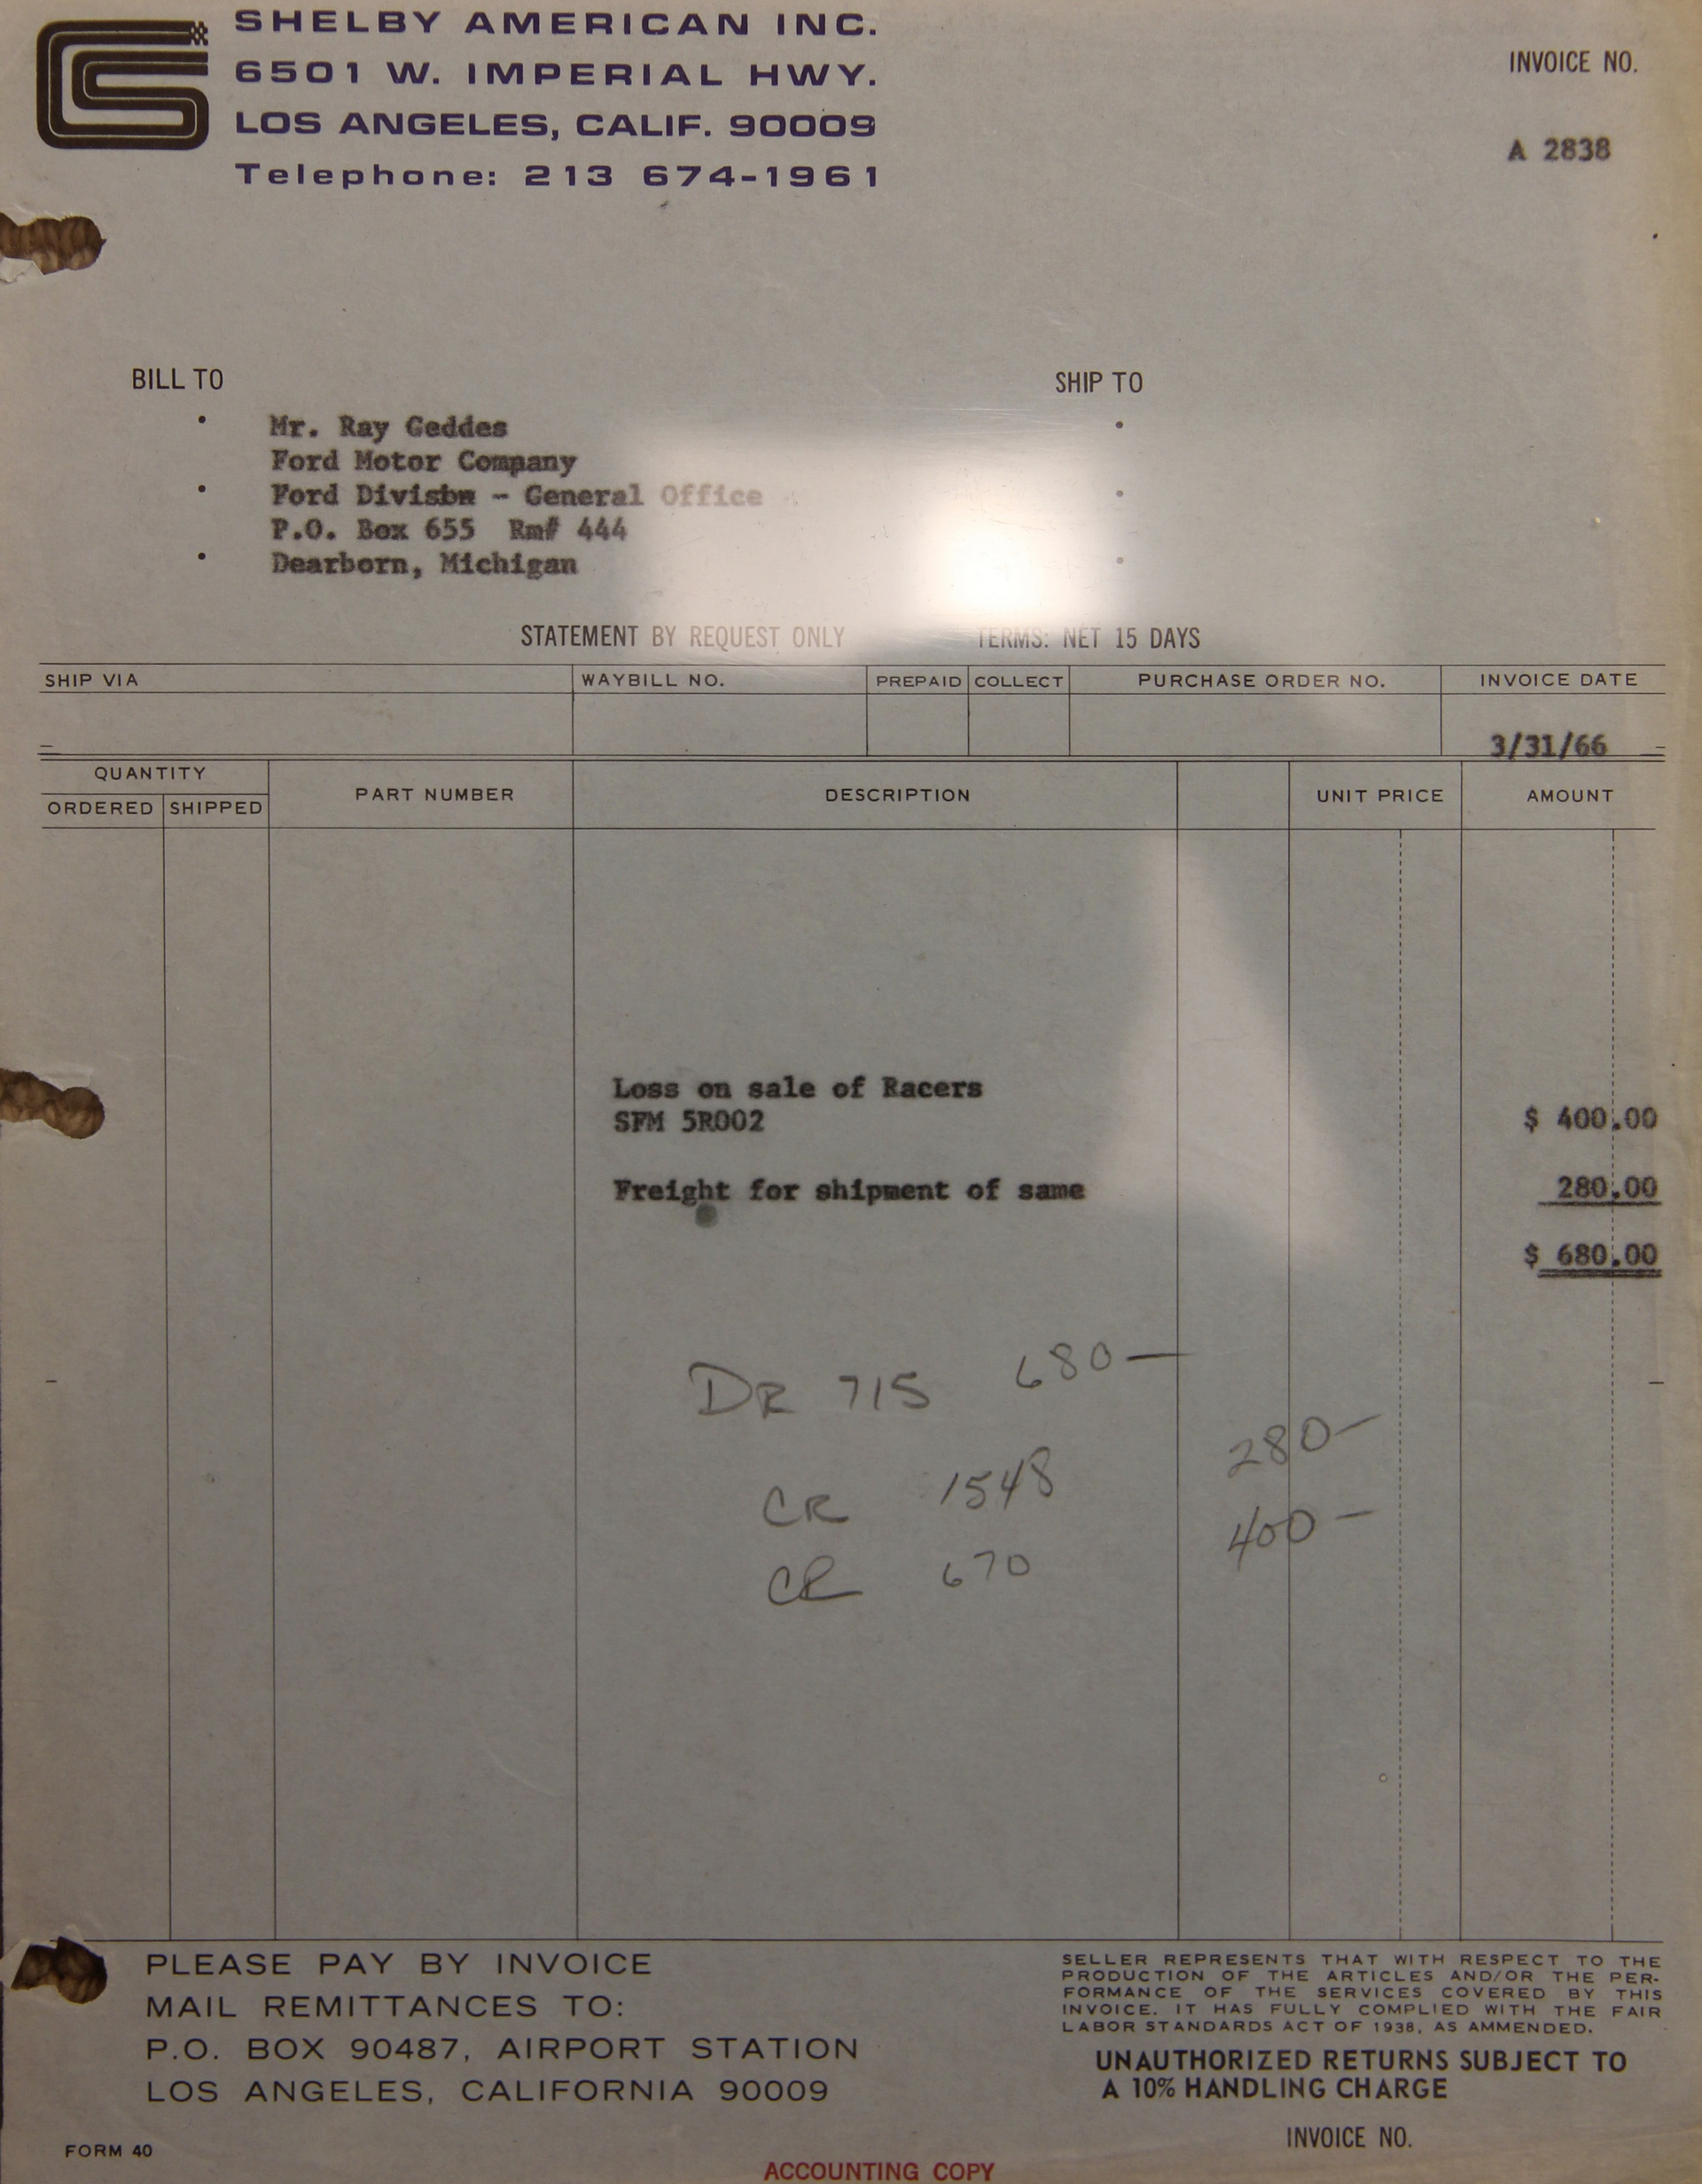 SHELBY AMERICAN INC.
6501 W. IMPERIAL HWY.
LOS ANGELES, CALIF. 90009
Telephone: 213 674-1961
INVOICE NO.
A 2838
BILL TO
SHIP TO
Mr. Ray Geddes
Ford Motor Company
Ford Divisbn - General Office
P.O. Box 655 Rm# 444
Dearborn, Michigan
STATEMENT BY REQUEST ONLY TERMS: NET 15 DAYS
SHIP VIA WAYBILL NO. PREPAID COLLECT PURCHASE ORDER NO. INVOICE DATE
3/31/66
QUANTITY
ORDERED SHIPPED PART NUMBER DESCRIPTION UNIT PRICE AMOUNT
Loss on sale of Racers
SFM 5R002 $ 400.00
Freight for shipment of same 280.00
$ 680.00
DR 715 680—
CR 1548 280—
CR 670 400—
PLEASE PAY BY INVOICE
MAIL REMITTANCES TO:
P.O. BOX 90487, AIRPORT STATION
LOS ANGELES, CALIFORNIA 90009
SELLER REPRESENTS THAT WITH RESPECT TO THE
PRODUCTION OF THE ARTICLES AND/OR THE PER-
FORMANCE OF THE SERVICES COVERED BY THIS
INVOICE. IT HAS FULLY COMPLIED WITH THE FAIR
LABOR STANDARDS ACT OF 1938, AS AMMENDED.
UNAUTHORIZED RETURNS SUBJECT TO
A 10% HANDLING CHARGE
INVOICE NO.
FORM 40
ACCOUNTING COPY